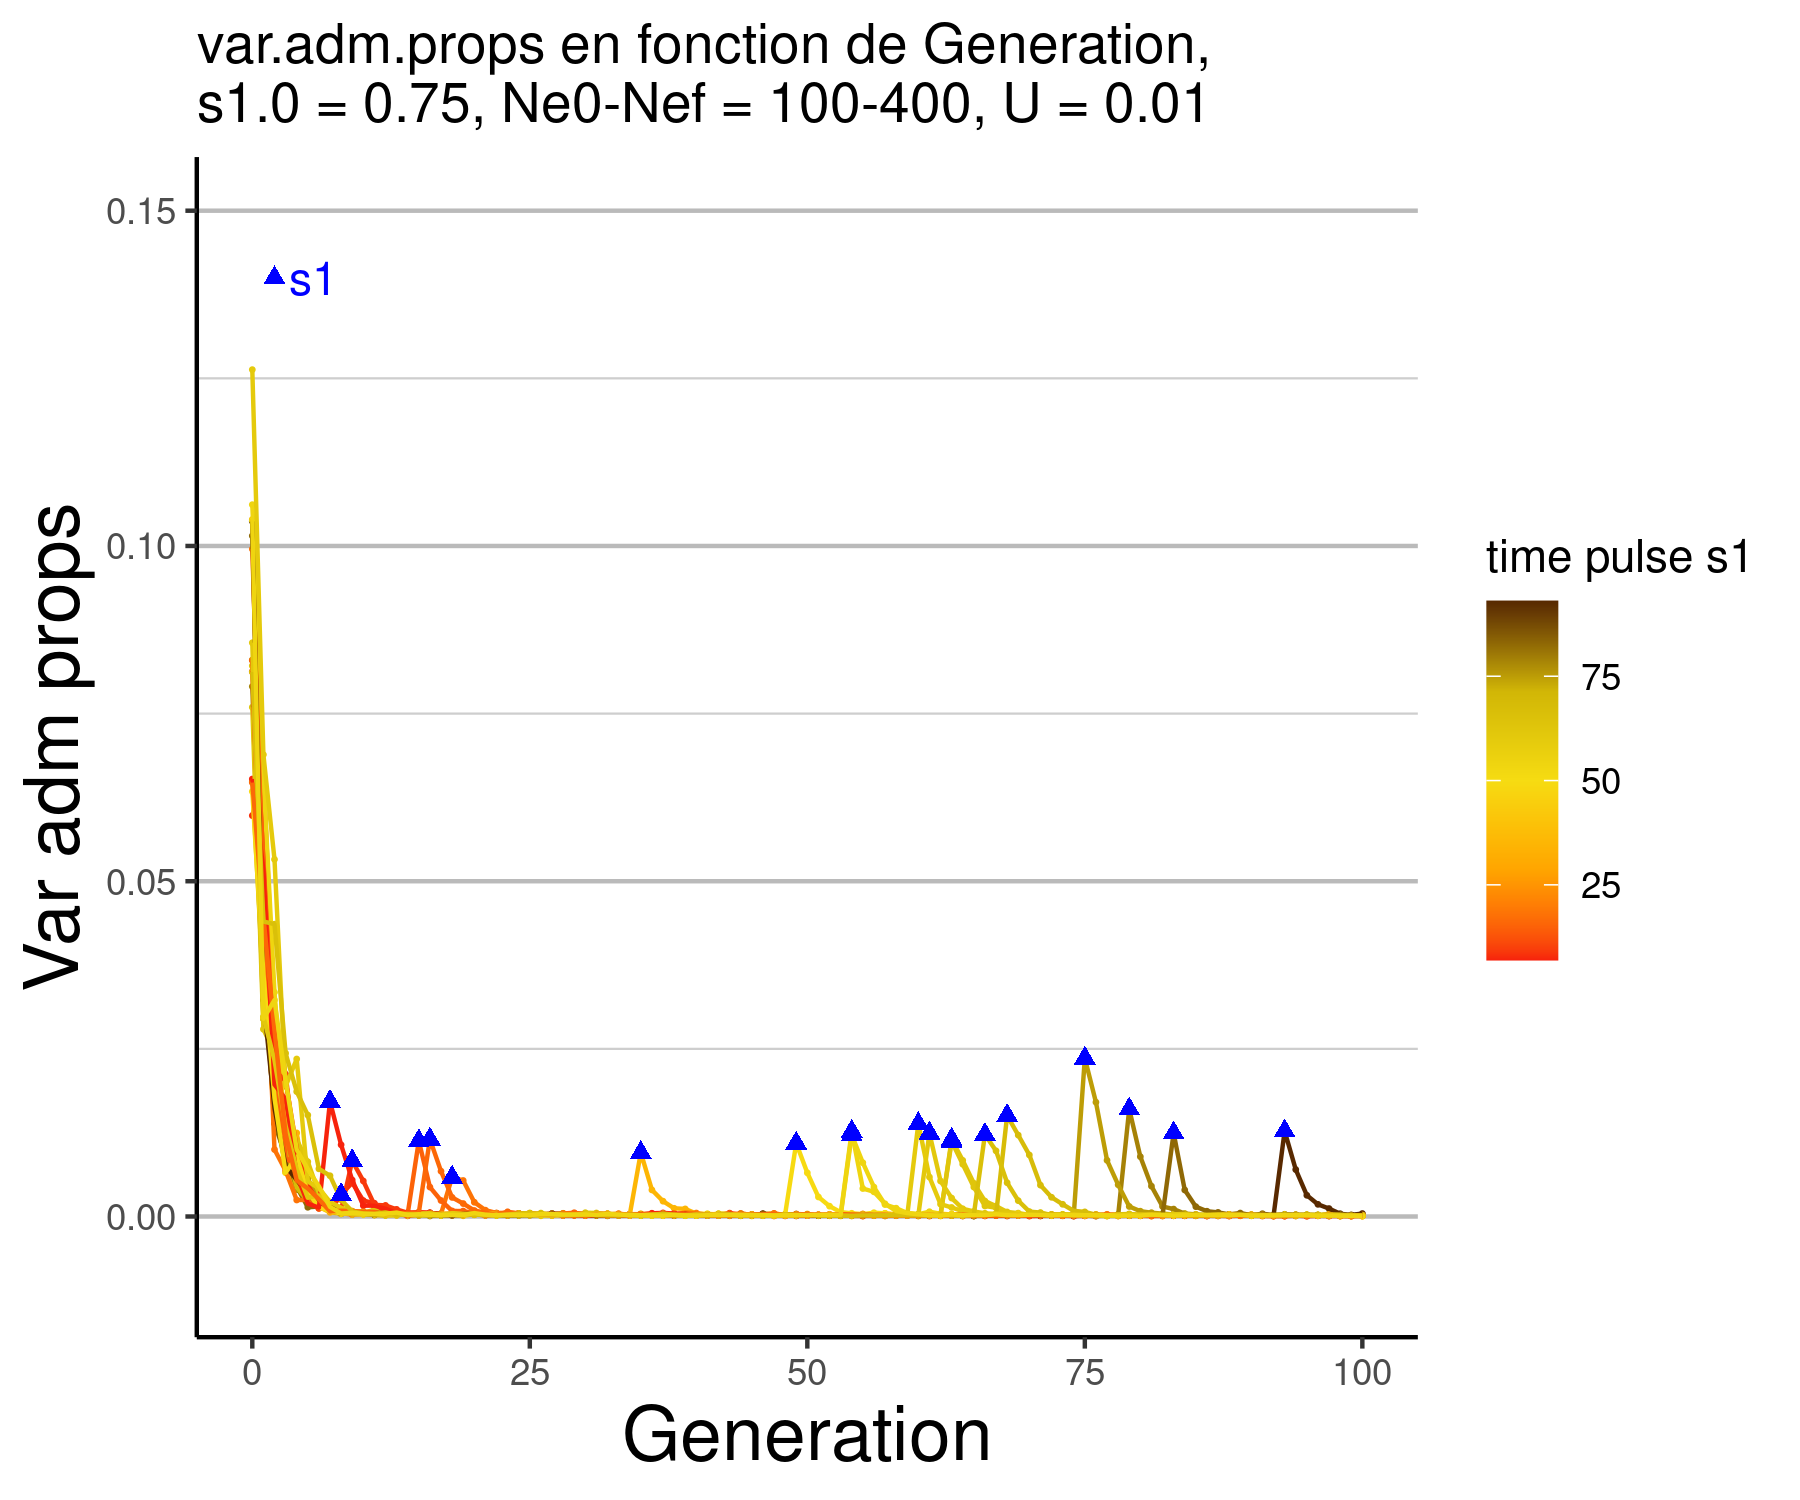 var.adm.props en fonction de Generation,
s1.0 = 0.75, Ne0-Nef = 100-400, U = 0.01
0.15
s1
0.10
0.05
0.00
Var adm props
0
25
50
75
100
Generation
time pulse s1
75
50
25